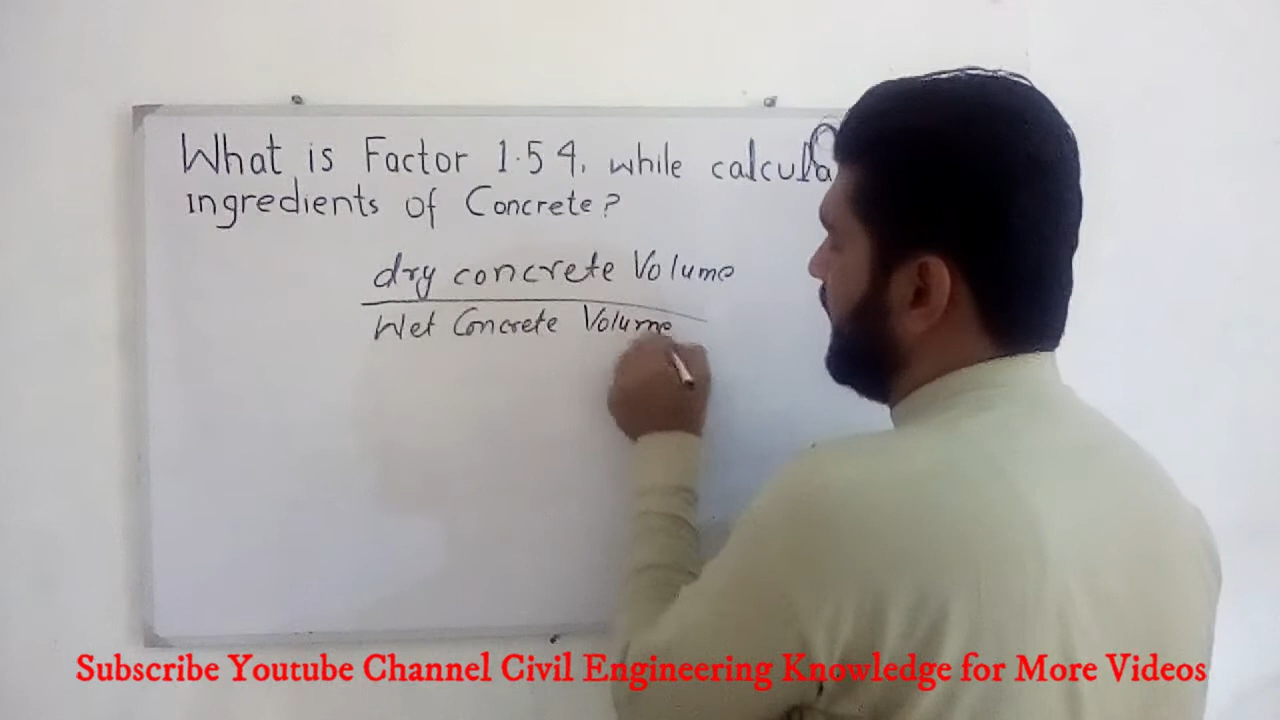 What is Factor 1.54, while calcula
ingredients of Concrete?
dry concrete Volume
Wet Concrete Volume
Subscribe Youtube Channel Civil Engineering Knowledge for More Videos